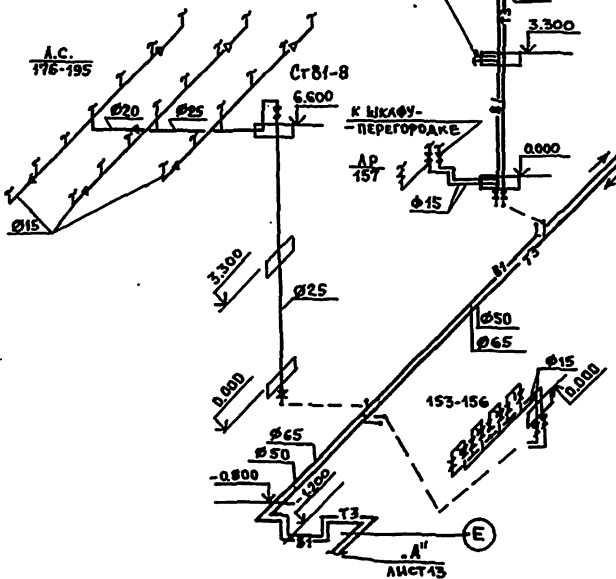 А.С.
176-195
СтВ1-8
6.600
Ø20
Ø25
Ø15
К ШКАФУ-
-ПЕРЕГОРОДКЕ
АР
157
Ф15
Т3
3.300
0.000
3.300
Ø25
0.000
В1
Т3
Ø50
Ø65
Ø15
0.000
153-156
Ø65
Ø50
-0.800
-1.200
Т3
В1
Е
„А"
ЛИСТ 13